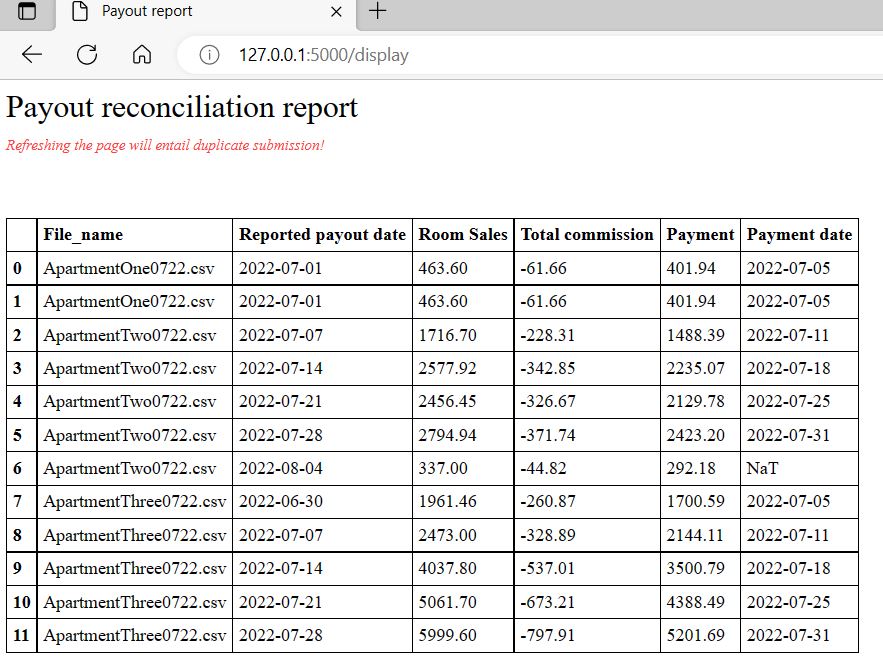 Payout report
127.0.0.1:5000/display
Payout reconciliation report
Refreshing the page will entail duplicate submission!
File_name Reported payout date Room Sales Total commission Payment Payment date
0 ApartmentOne0722.csv 2022-07-01 463.60 -61.66 401.94 2022-07-05
1 ApartmentOne0722.csv 2022-07-01 463.60 -61.66 401.94 2022-07-05
2 ApartmentTwo0722.csv 2022-07-07 1716.70 -228.31 1488.39 2022-07-11
3 ApartmentTwo0722.csv 2022-07-14 2577.92 -342.85 2235.07 2022-07-18
4 ApartmentTwo0722.csv 2022-07-21 2456.45 -326.67 2129.78 2022-07-25
5 ApartmentTwo0722.csv 2022-07-28 2794.94 -371.74 2423.20 2022-07-31
6 ApartmentTwo0722.csv 2022-08-04 337.00 -44.82 292.18 NaT
7 ApartmentThree0722.csv 2022-06-30 1961.46 -260.87 1700.59 2022-07-05
8 ApartmentThree0722.csv 2022-07-07 2473.00 -328.89 2144.11 2022-07-11
9 ApartmentThree0722.csv 2022-07-14 4037.80 -537.01 3500.79 2022-07-18
10 ApartmentThree0722.csv 2022-07-21 5061.70 -673.21 4388.49 2022-07-25
11 ApartmentThree0722.csv 2022-07-28 5999.60 -797.91 5201.69 2022-07-31